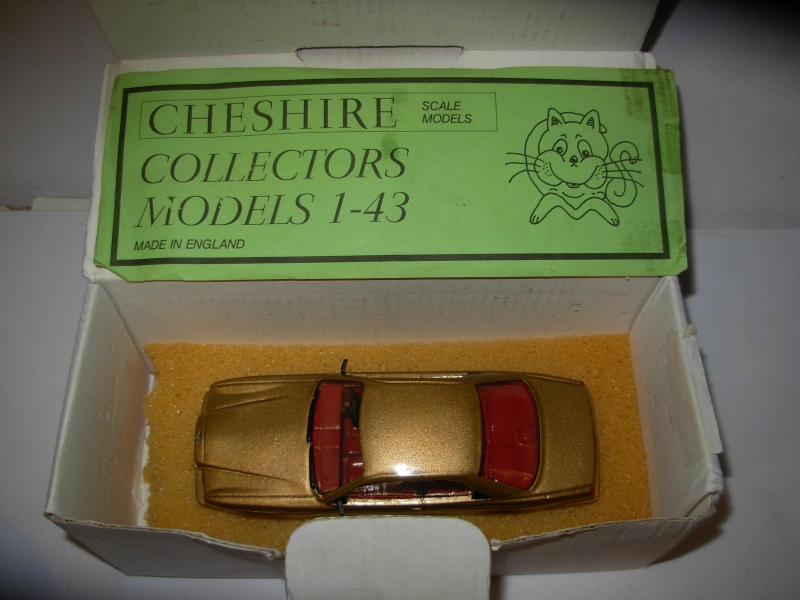 CHESHIRE SCALE
MODELS
COLLECTORS
MODELS 1-43
MADE IN ENGLAND